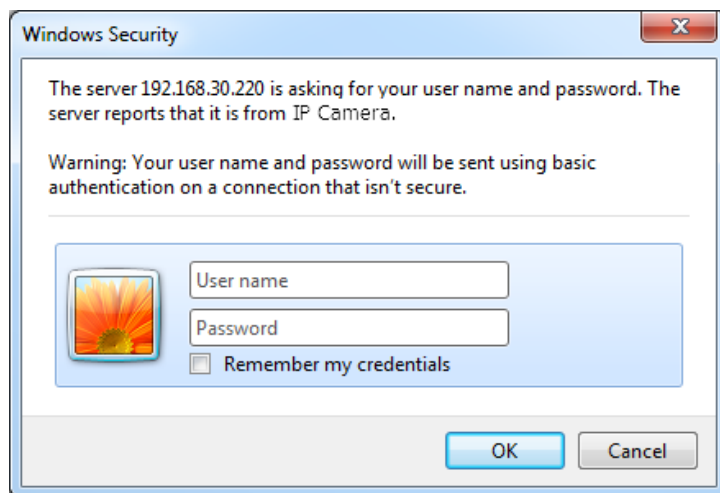 Windows Security
The server 192.168.30.220 is asking for your user name and password. The
server reports that it is from IP Camera.
Warning: Your user name and password will be sent using basic
authentication on a connection that isn't secure.
User name
Password
Remember my credentials
OK
Cancel